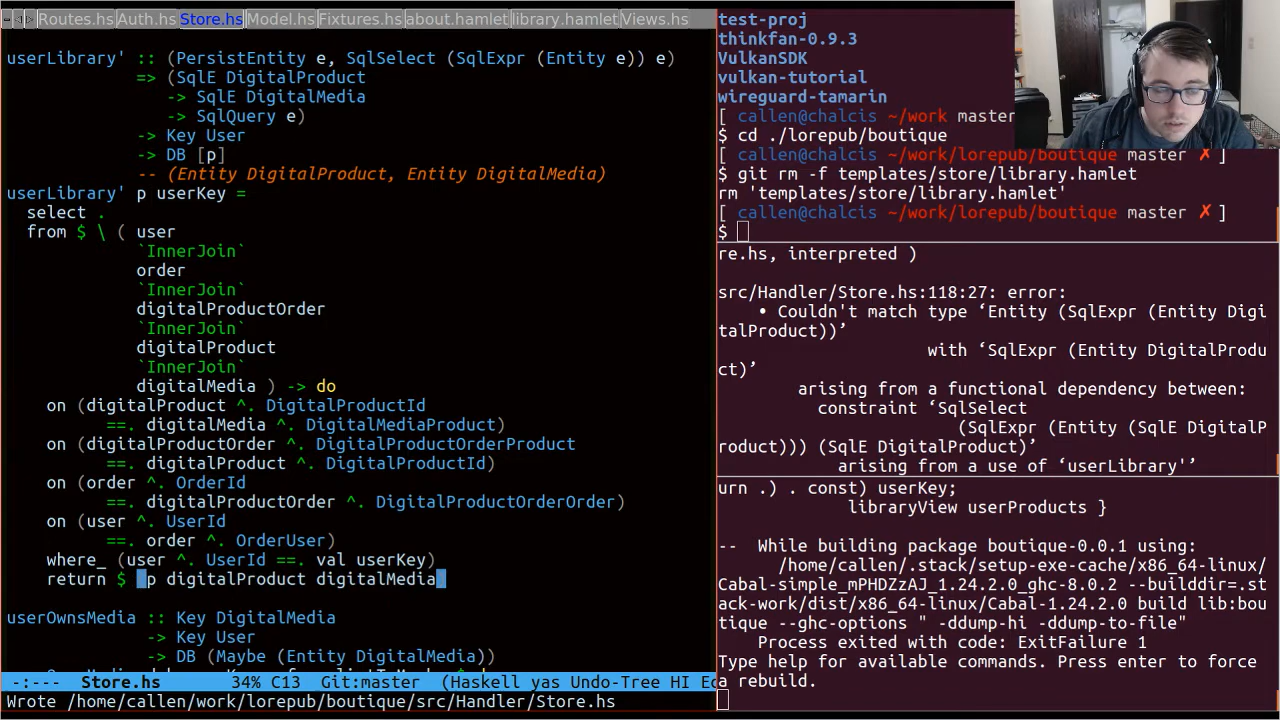 Routes.hs Auth.hs Store.hs Model.hs Fixtures.hs about.hamlet library.hamlet Views.hs
userLibrary' :: (PersistEntity e, SqlSelect (SqlExpr (Entity e)) e)
=> (SqlE DigitalProduct
-> SqlE DigitalMedia
-> SqlQuery e)
-> Key User
-> DB [p]
-- (Entity DigitalProduct, Entity DigitalMedia)
userLibrary' p userKey =
select .
from $ \ ( user
`InnerJoin`
order
`InnerJoin`
digitalProductOrder
`InnerJoin`
digitalProduct
`InnerJoin`
digitalMedia ) -> do
on (digitalProduct ^. DigitalProductId
==. digitalMedia ^. DigitalMediaProduct)
on (digitalProductOrder ^. DigitalProductOrderProduct
==. digitalProduct ^. DigitalProductId)
on (order ^. OrderId
==. digitalProductOrder ^. DigitalProductOrderOrder)
on (user ^. UserId
==. order ^. OrderUser)
where_ (user ^. UserId ==. val userKey)
return $ p digitalProduct digitalMedia
userOwnsMedia :: Key DigitalMedia
-> Key User
-> DB (Maybe (Entity DigitalMedia))
-:--- Store.hs 34% C13 Git:master (Haskell yas Undo-Tree HI Ec
Wrote /home/callen/work/lorepub/boutique/src/Handler/Store.hs
test-proj
thinkfan-0.9.3
VulkanSDK
vulkan-tutorial
wireguard-tamarin
[ callen@chalcis ~/work master
$ cd ./lorepub/boutique
[ callen@chalcis ~/work/lorepub/boutique master ✗ ]
$ git rm -f templates/store/library.hamlet
rm 'templates/store/library.hamlet'
[ callen@chalcis ~/work/lorepub/boutique master ✗ ]
$
re.hs, interpreted )
src/Handler/Store.hs:118:27: error:
• Couldn't match type ‘Entity (SqlExpr (Entity Digi
talProduct))’
with ‘SqlExpr (Entity DigitalProdu
ct)’
arising from a functional dependency between:
constraint ‘SqlSelect
(SqlExpr (Entity (SqlE DigitalP
roduct))) (SqlE DigitalProduct)’
arising from a use of ‘userLibrary'’
urn .) . const) userKey;
libraryView userProducts }
-- While building package boutique-0.0.1 using:
/home/callen/.stack/setup-exe-cache/x86_64-linux/
Cabal-simple_mPHDZzAJ_1.24.2.0_ghc-8.0.2 --builddir=.st
ack-work/dist/x86_64-linux/Cabal-1.24.2.0 build lib:bou
tique --ghc-options " -ddump-hi -ddump-to-file"
Process exited with code: ExitFailure 1
Type help for available commands. Press enter to force
a rebuild.